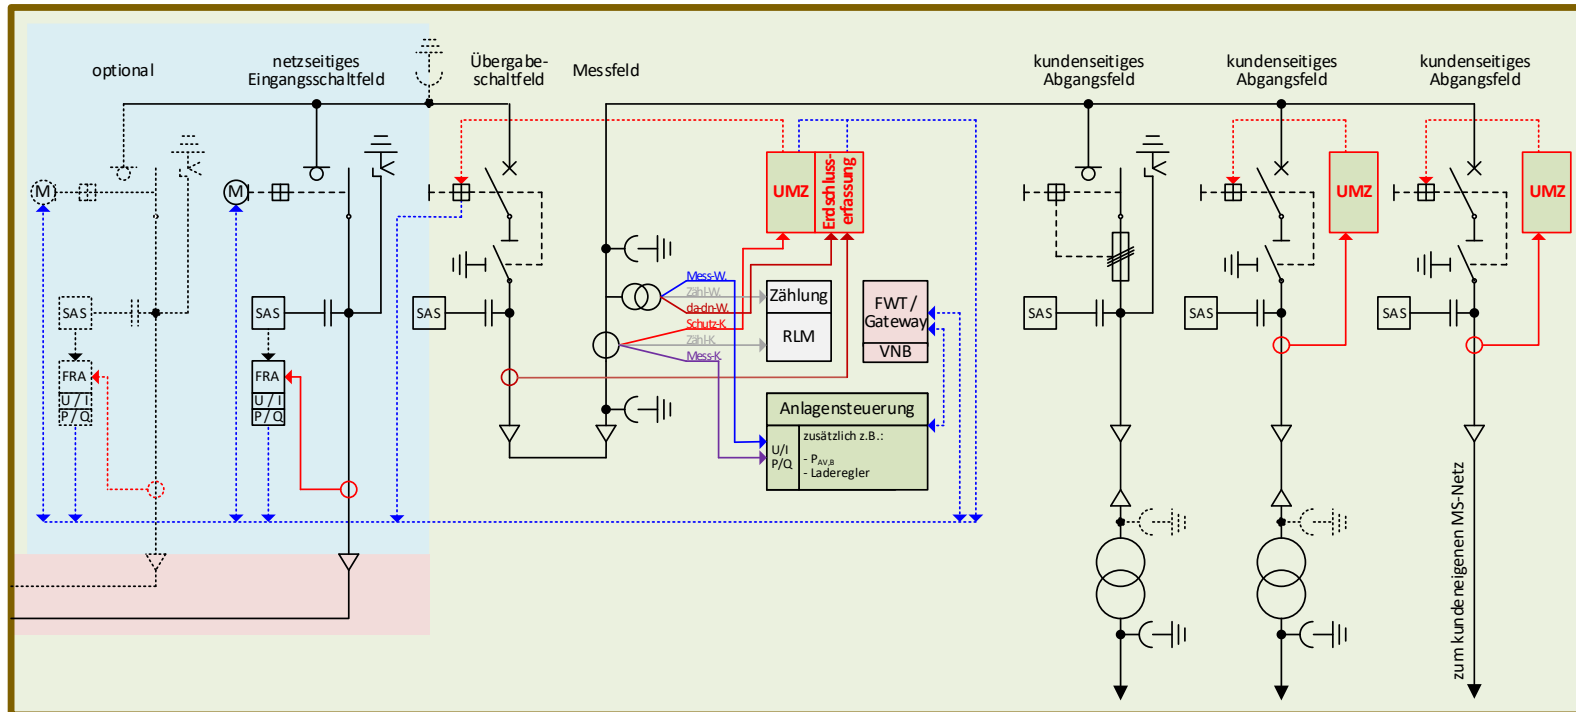 optional
netzseitiges
Eingangsschaltfeld
Übergabe-
schaltfeld
Messfeld
kundenseitiges
Abgangsfeld
kundenseitiges
Abgangsfeld
kundenseitiges
Abgangsfeld
M
M
UMZ
Erdschluss-
erfassung
UMZ
UMZ
SAS
SAS
SAS
SAS
SAS
SAS
Mess-W.
Zähl-W.
da-dn-W.
Schutz-K.
Zähl-K.
Mess-K.
Zählung
RLM
FWT /
Gateway
VNB
FRA
U / I
P / Q
FRA
U / I
P / Q
Anlagensteuerung
U/I
P/Q
zusätzlich z.B.:
- PAV,B
- Laderegler
zum kundeneigenen MS-Netz